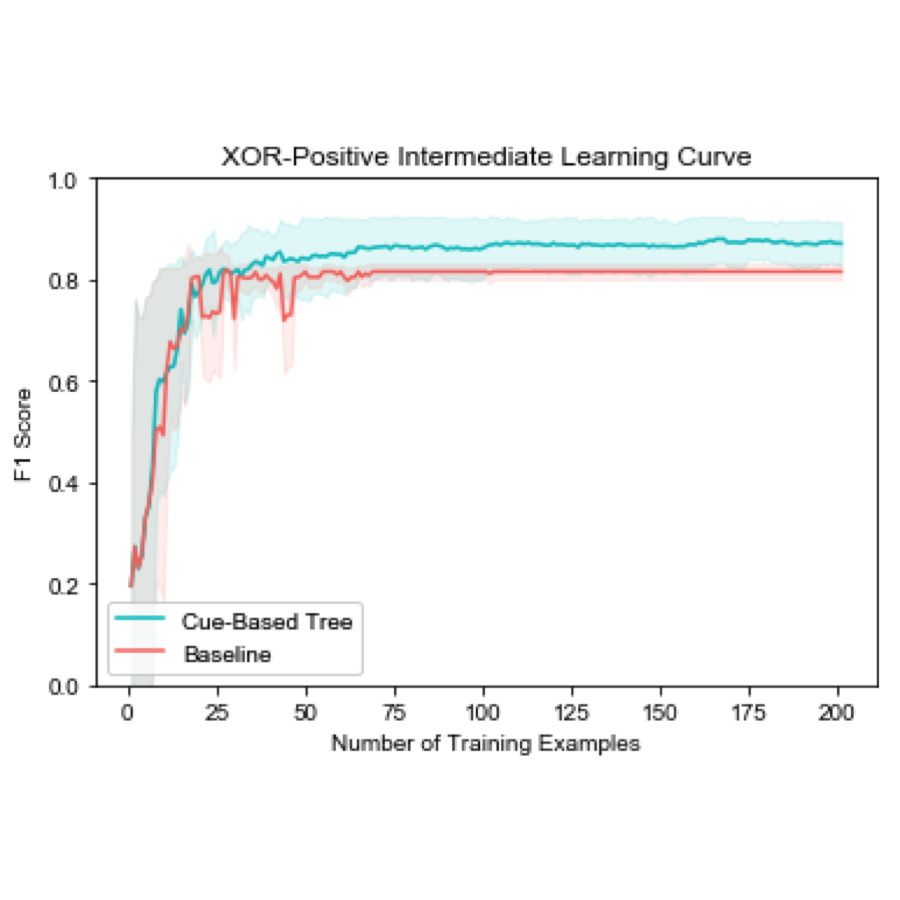 XOR-Positive Intermediate Learning Curve
1.0
0.8
0.6
0.4
0.2
0.0
F1 Score
Cue-Based Tree
Baseline
0 25 50 75 100 125 150 175 200
Number of Training Examples